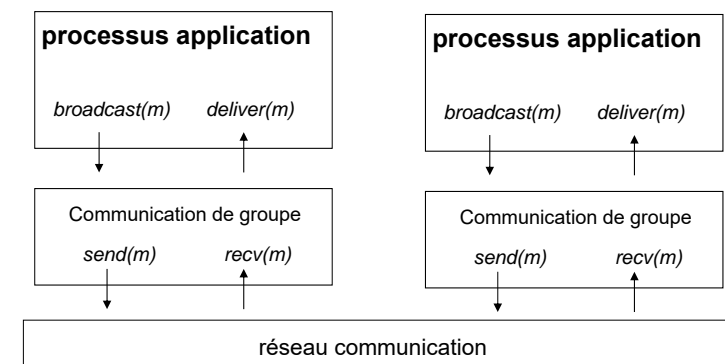 processus application
broadcast(m) deliver(m)
Communication de groupe
send(m) recv(m)
processus application
broadcast(m) deliver(m)
Communication de groupe
send(m) recv(m)
réseau communication